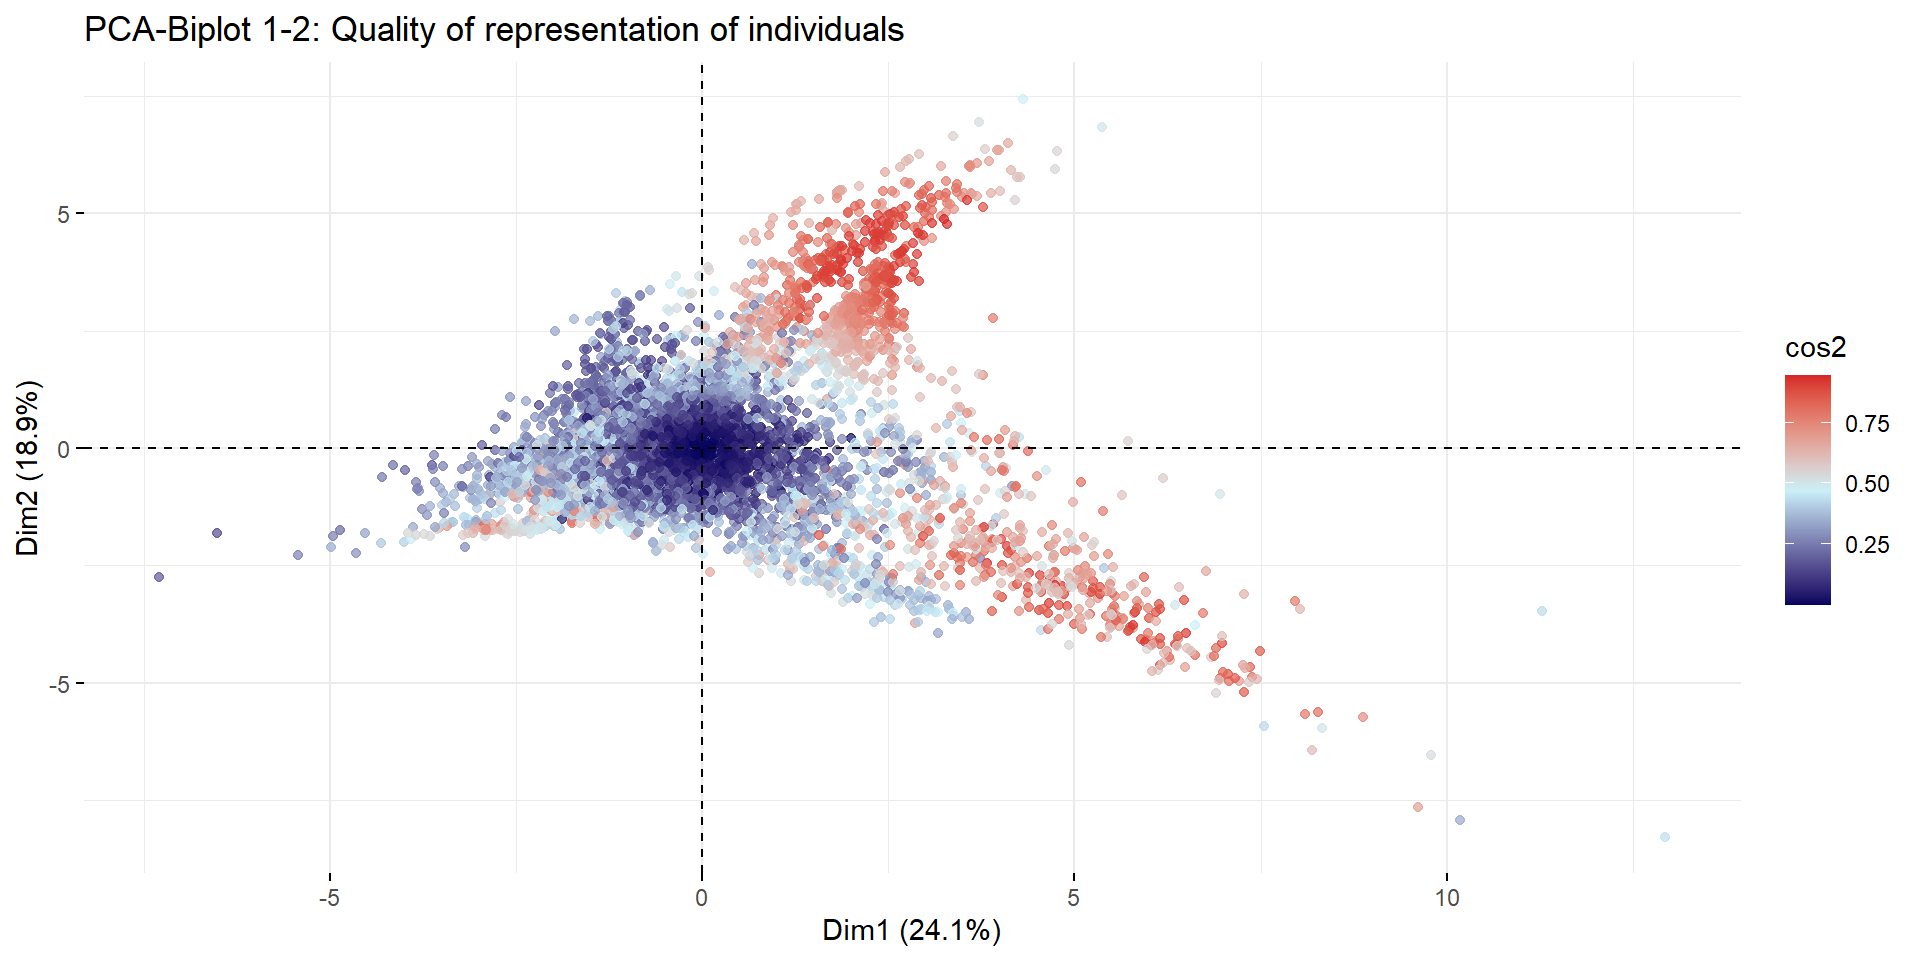 PCA-Biplot 1-2: Quality of representation of individuals
Dim2 (18.9%)
5
0
-5
-5
0
5
10
Dim1 (24.1%)
cos2
0.75
0.50
0.25